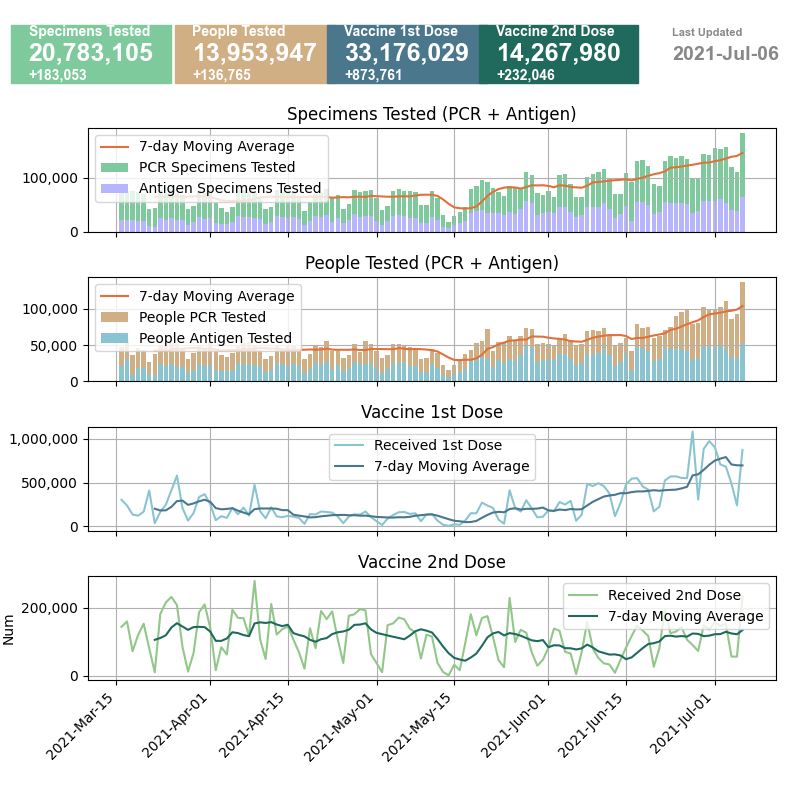 Specimens Tested
20,783,105
+183,053
People Tested
13,953,947
+136,765
Vaccine 1st Dose
33,176,029
+873,761
Vaccine 2nd Dose
14,267,980
+232,046
Last Updated
2021-Jul-06
Specimens Tested (PCR + Antigen)
7-day Moving Average
PCR Specimens Tested
Antigen Specimens Tested
100,000
0
People Tested (PCR + Antigen)
7-day Moving Average
People PCR Tested
People Antigen Tested
100,000
50,000
0
Vaccine 1st Dose
Received 1st Dose
7-day Moving Average
1,000,000
500,000
0
Vaccine 2nd Dose
Received 2nd Dose
7-day Moving Average
200,000
0
Num
2021-Mar-15
2021-Apr-01
2021-Apr-15
2021-May-01
2021-May-15
2021-Jun-01
2021-Jun-15
2021-Jul-01